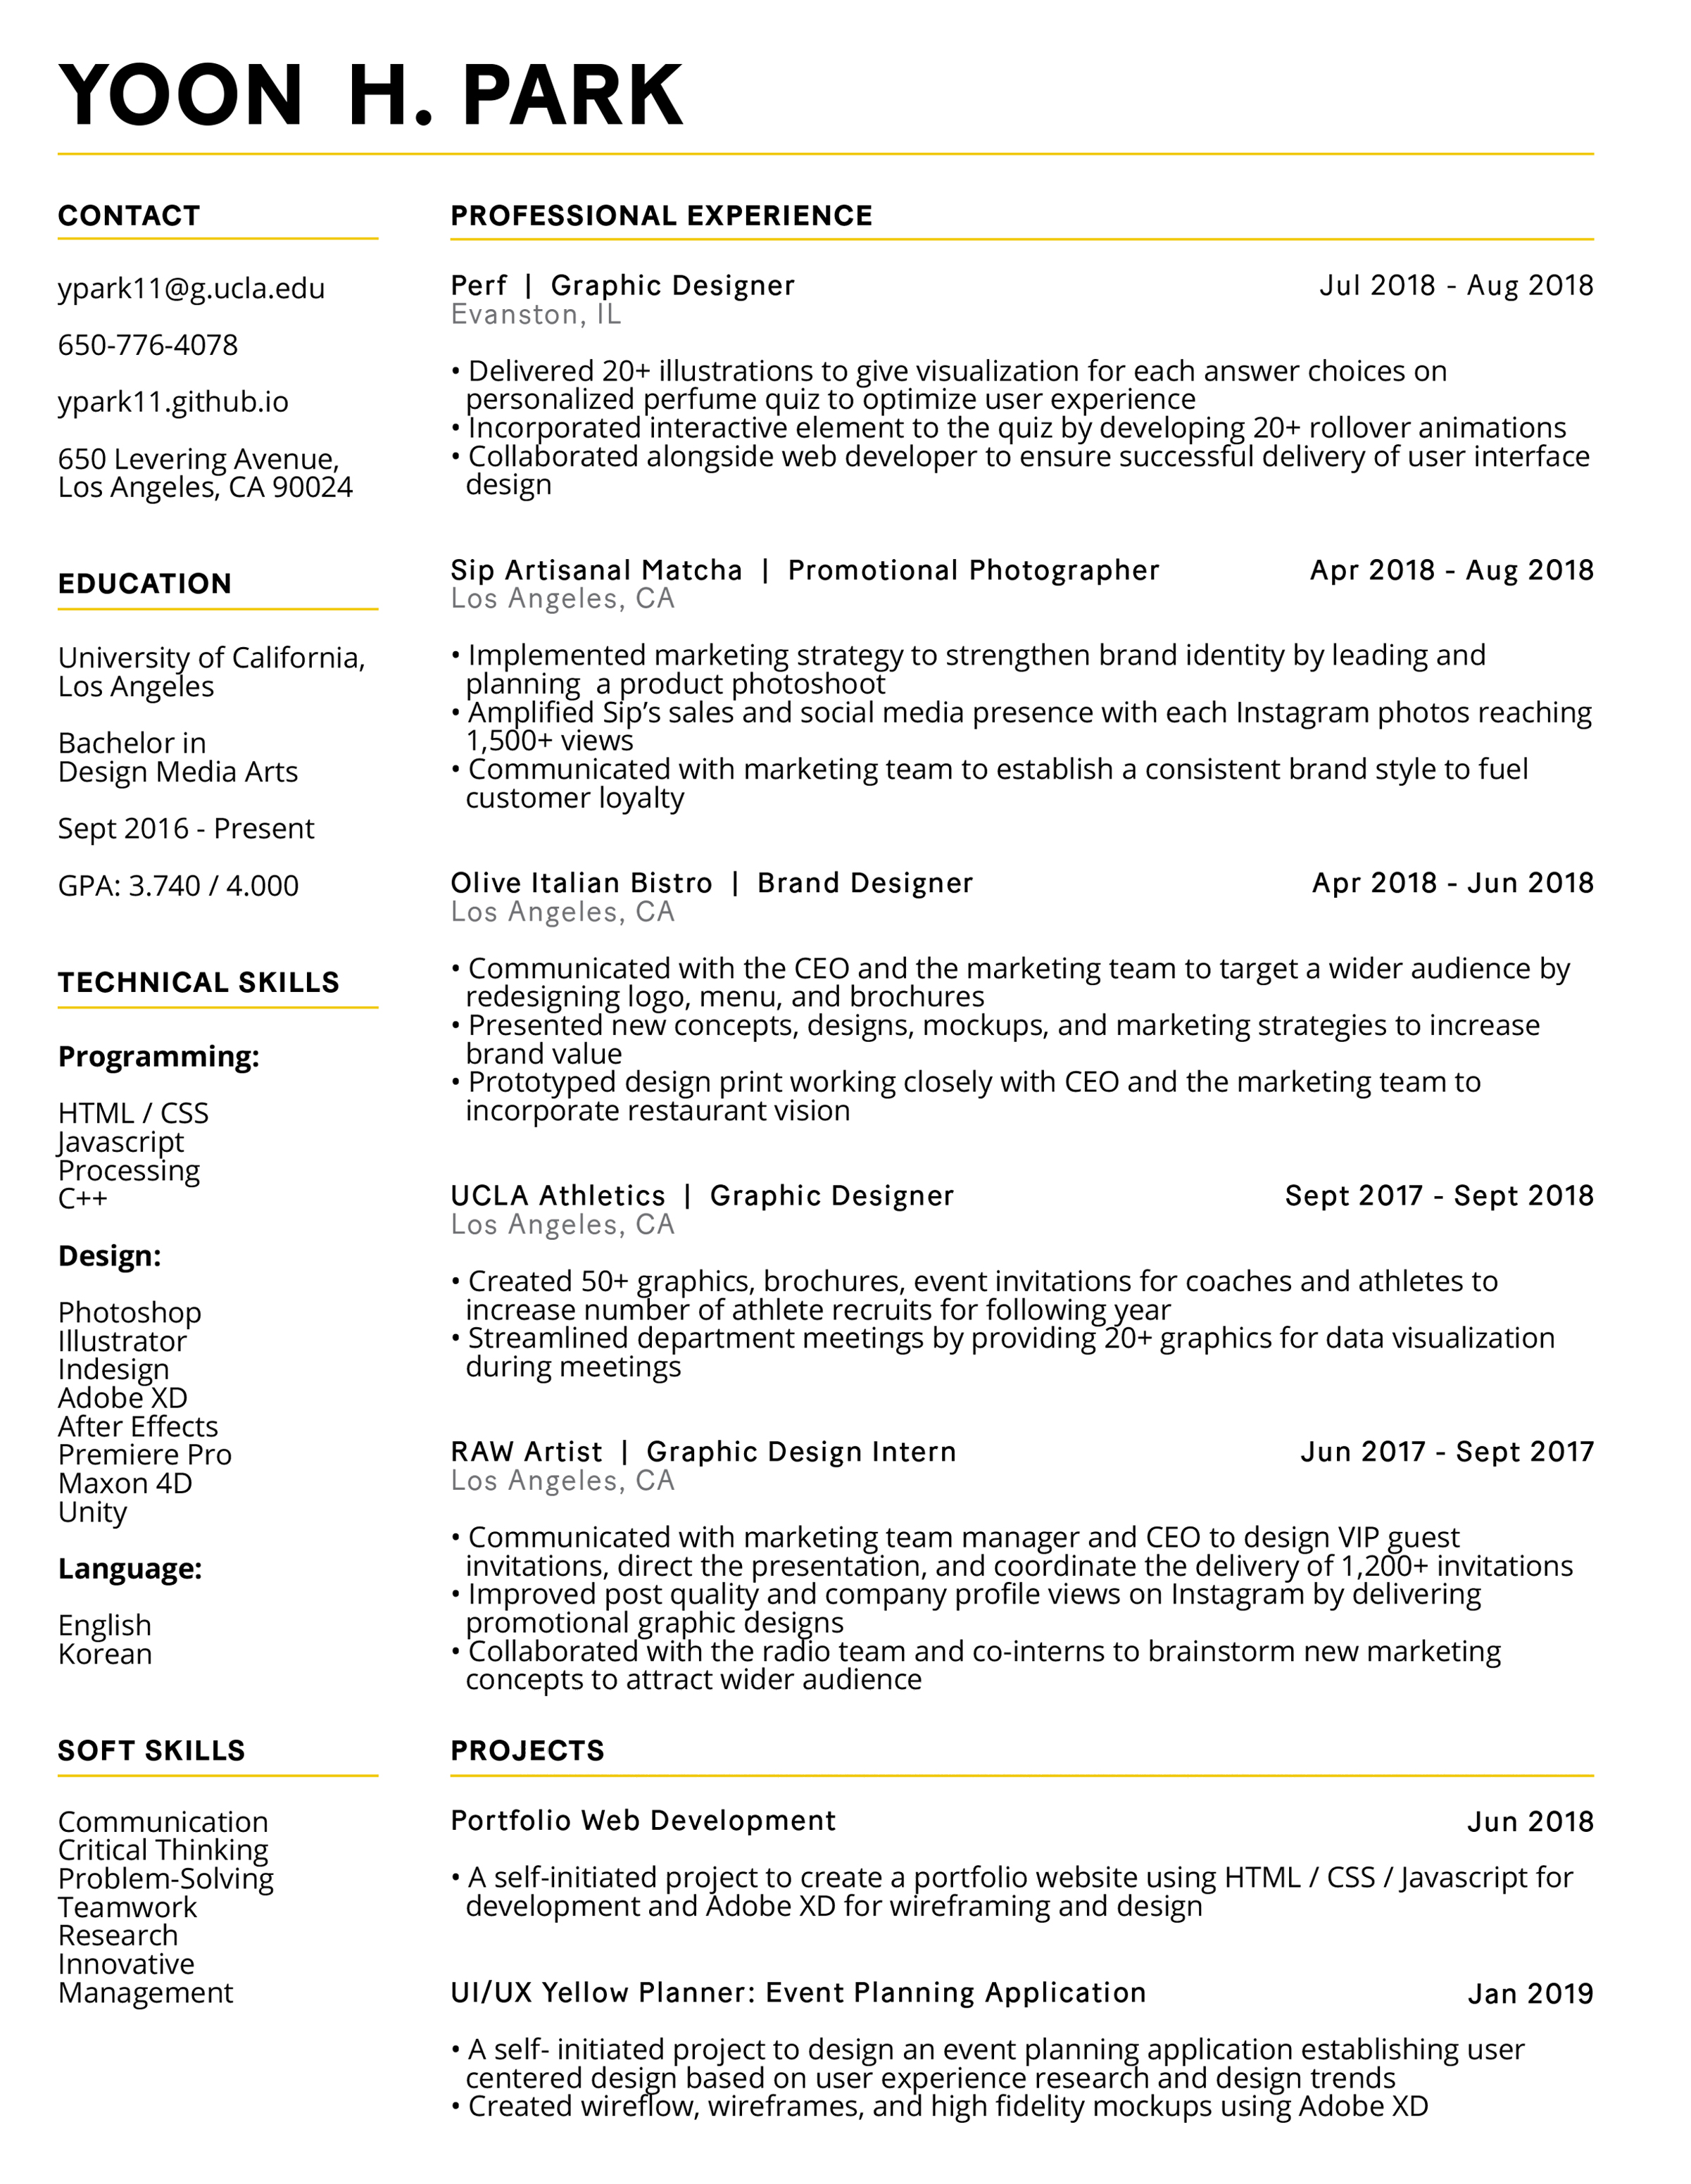 YOON H. PARK
CONTACT
ypark11@g.ucla.edu
650-776-4078
ypark11.github.io
650 Levering Avenue,
Los Angeles, CA 90024
EDUCATION
University of California,
Los Angeles
Bachelor in
Design Media Arts
Sept 2016 - Present
GPA: 3.740 / 4.000
TECHNICAL SKILLS
Programming:
HTML / CSS
Javascript
Processing
C++
Design:
Photoshop
Illustrator
Indesign
Adobe XD
After Effects
Premiere Pro
Maxon 4D
Unity
Language:
English
Korean
SOFT SKILLS
Communication
Critical Thinking
Problem-Solving
Teamwork
Research
Innovative
Management
PROFESSIONAL EXPERIENCE
Perf | Graphic Designer Jul 2018 - Aug 2018
Evanston, IL
• Delivered 20+ illustrations to give visualization for each answer choices on
personalized perfume quiz to optimize user experience
• Incorporated interactive element to the quiz by developing 20+ rollover animations
• Collaborated alongside web developer to ensure successful delivery of user interface
design
Sip Artisanal Matcha | Promotional Photographer Apr 2018 - Aug 2018
Los Angeles, CA
• Implemented marketing strategy to strengthen brand identity by leading and
planning  a product photoshoot
• Amplified Sip’s sales and social media presence with each Instagram photos reaching
1,500+ views
• Communicated with marketing team to establish a consistent brand style to fuel
customer loyalty
Olive Italian Bistro | Brand Designer Apr 2018 - Jun 2018
Los Angeles, CA
• Communicated with the CEO and the marketing team to target a wider audience by
redesigning logo, menu, and brochures
• Presented new concepts, designs, mockups, and marketing strategies to increase
brand value
• Prototyped design print working closely with CEO and the marketing team to
incorporate restaurant vision
UCLA Athletics | Graphic Designer Sept 2017 - Sept 2018
Los Angeles, CA
• Created 50+ graphics, brochures, event invitations for coaches and athletes to
increase number of athlete recruits for following year
• Streamlined department meetings by providing 20+ graphics for data visualization
during meetings
RAW Artist | Graphic Design Intern Jun 2017 - Sept 2017
Los Angeles, CA
• Communicated with marketing team manager and CEO to design VIP guest
invitations, direct the presentation, and coordinate the delivery of 1,200+ invitations
• Improved post quality and company profile views on Instagram by delivering
promotional graphic designs
• Collaborated with the radio team and co-interns to brainstorm new marketing
concepts to attract wider audience
PROJECTS
Portfolio Web Development Jun 2018
• A self-initiated project to create a portfolio website using HTML / CSS / Javascript for
development and Adobe XD for wireframing and design
UI/UX Yellow Planner: Event Planning Application Jan 2019
• A self- initiated project to design an event planning application establishing user
centered design based on user experience research and design trends
• Created wireflow, wireframes, and high fidelity mockups using Adobe XD